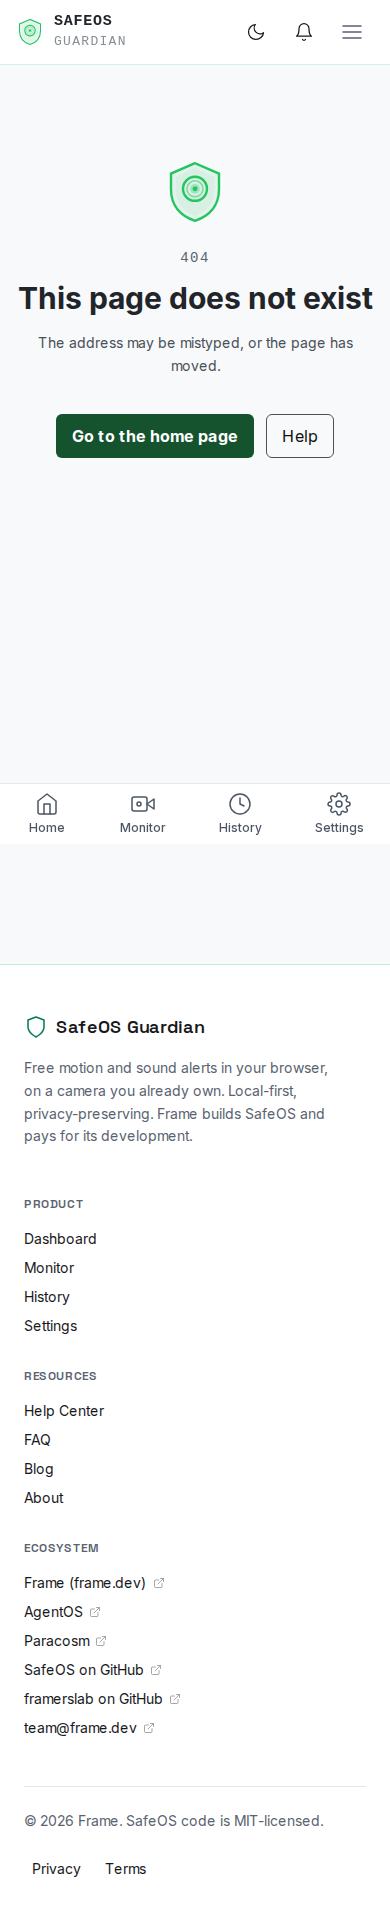 SAFEOS
GUARDIAN
404
This page does not exist
The address may be mistyped, or the page has
moved.
Go to the home page
Help
Home
Monitor
History
Settings
SafeOS Guardian
Free motion and sound alerts in your browser,
on a camera you already own. Local-first,
privacy-preserving. Frame builds SafeOS and
pays for its development.
PRODUCT
Dashboard
Monitor
History
Settings
RESOURCES
Help Center
FAQ
Blog
About
ECOSYSTEM
Frame (frame.dev)
AgentOS
Paracosm
SafeOS on GitHub
framerslab on GitHub
team@frame.dev
© 2026 Frame. SafeOS code is MIT-licensed.
Privacy
Terms